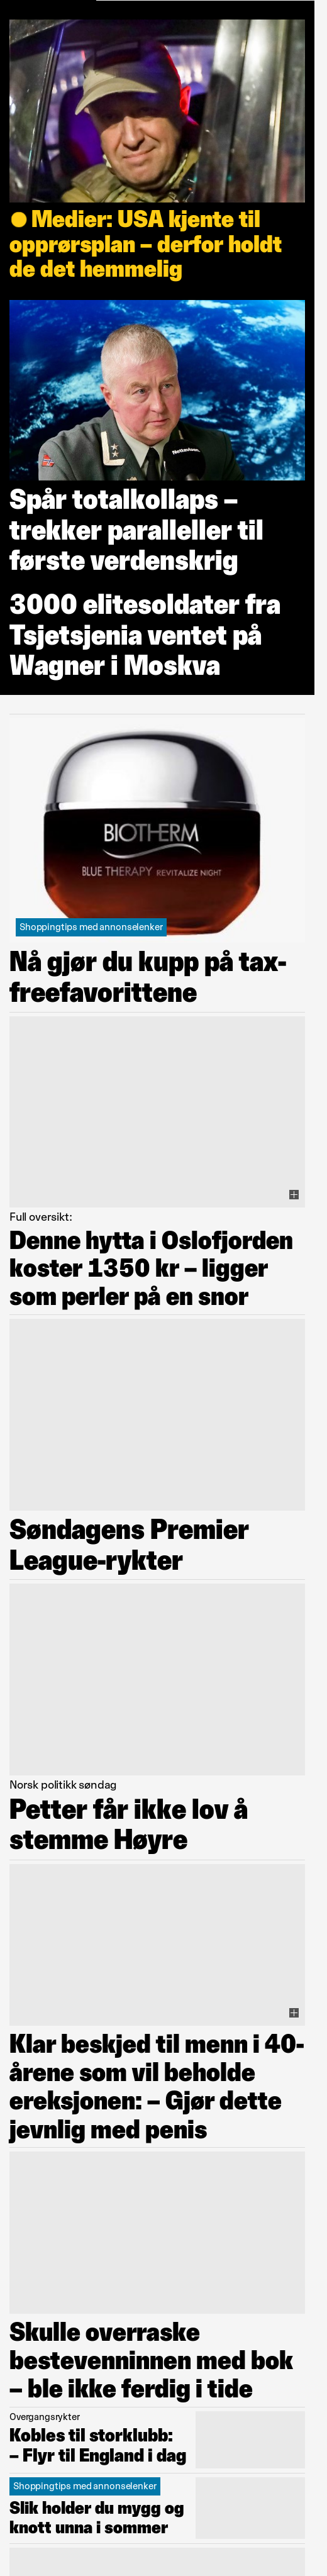 Medier: USA kjente til
opprørsplan – derfor holdt
de det hemmelig
Spår totalkollaps –
trekker paralleller til
første verdenskrig
3000 elitesoldater fra
Tsjetsjenia ventet på
Wagner i Moskva
BIOTHERM
BLUE THERAPY REVITALIZE NIGHT
Shoppingtips med annonselenker
Nå gjør du kupp på tax-
freefavorittene
Full oversikt:
Denne hytta i Oslofjorden
koster 1350 kr – ligger
som perler på en snor
Søndagens Premier
League-rykter
Norsk politikk søndag
Petter får ikke lov å
stemme Høyre
Klar beskjed til menn i 40-
årene som vil beholde
ereksjonen: – Gjør dette
jevnlig med penis
Skulle overraske
bestevenninnen med bok
– ble ikke ferdig i tide
Overgangsrykter
Kobles til storklubb:
– Flyr til England i dag
Shoppingtips med annonselenker
Slik holder du mygg og
knott unna i sommer